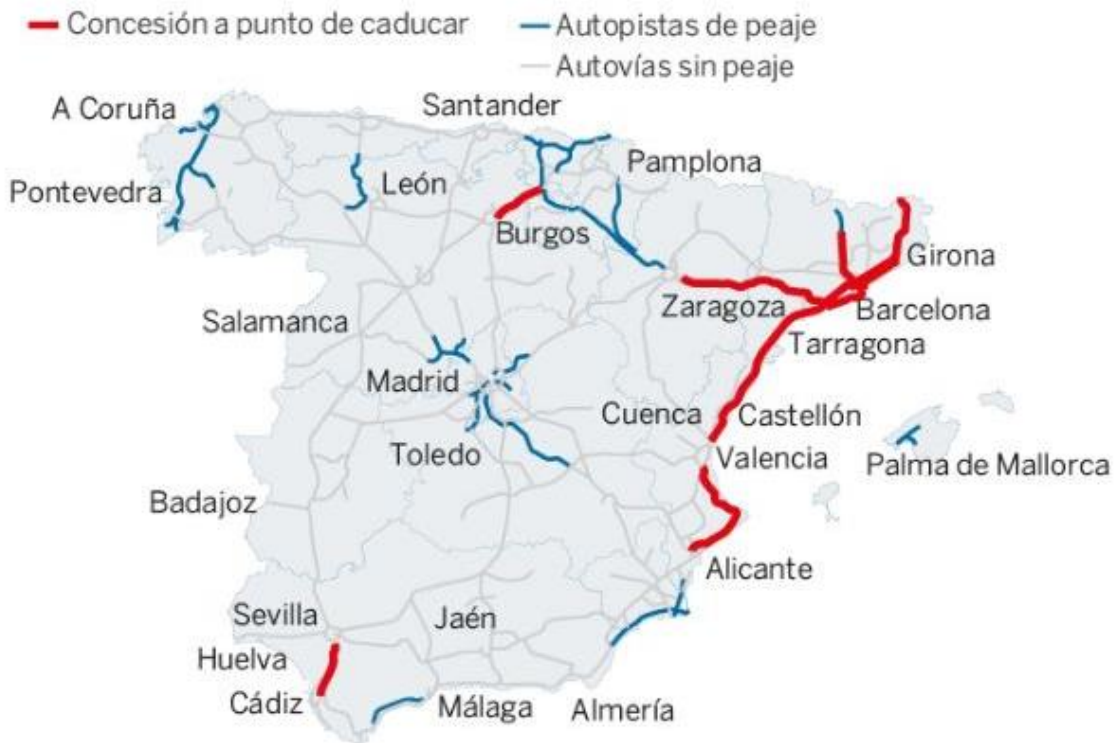 Concesión a punto de caducar
Autopistas de peaje
Autovías sin peaje
A Coruña
Santander
Pamplona
Pontevedra
León
Burgos
Girona
Zaragoza
Barcelona
Salamanca
Tarragona
Madrid
Cuenca
Castellón
Toledo
Valencia
Palma de Mallorca
Badajoz
Alicante
Sevilla
Jaén
Huelva
Cádiz
Málaga
Almería